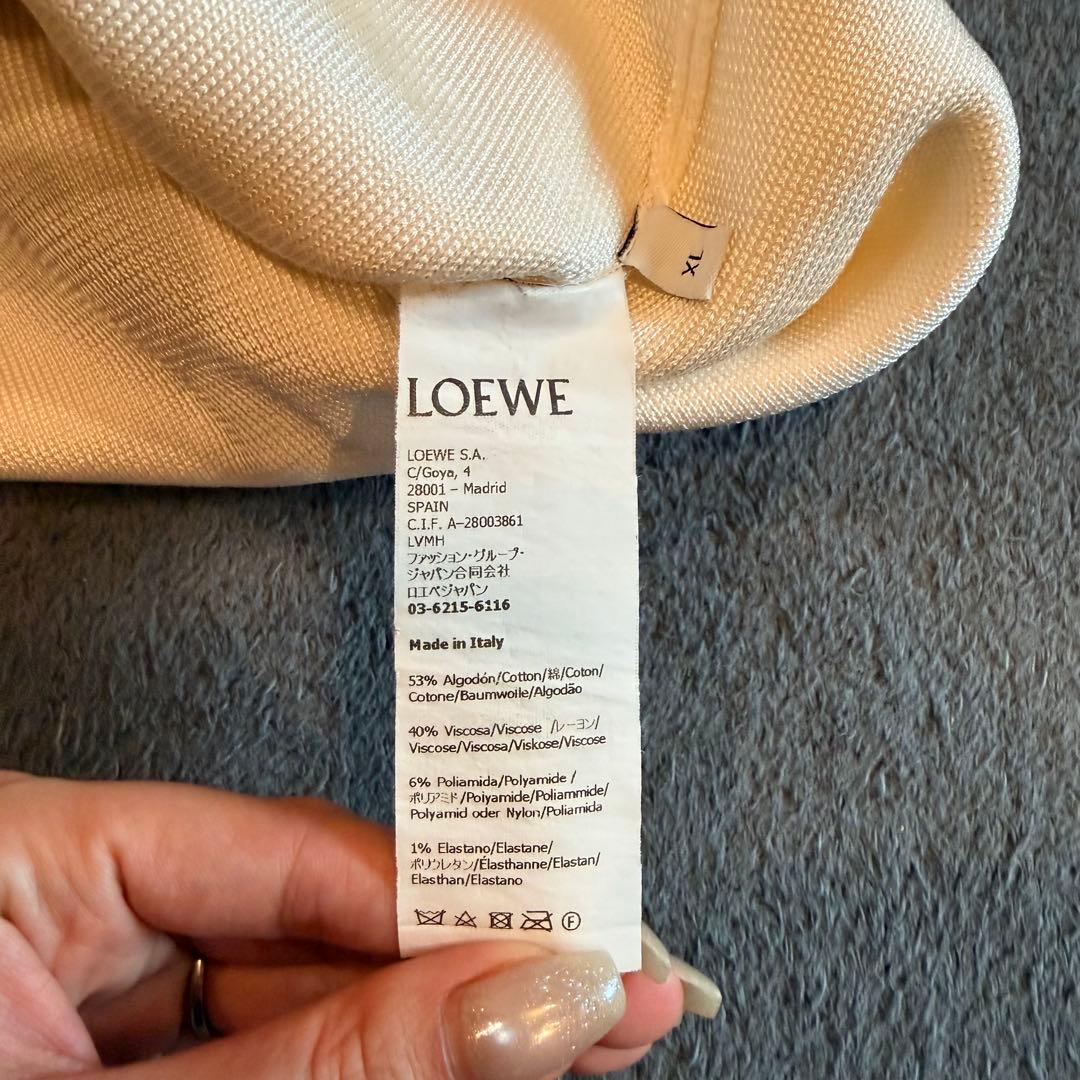 XL
LOEWE
LOEWE S.A.
C/Goya, 4
28001 – Madrid
SPAIN
C.I.F. A-28003861
LVMH
ファッション・グループ・
ジャパン合同会社
ロエベジャパン
03-6215-6116
Made in Italy
53% Algodón/Cotton/綿/Coton/
Cotone/Baumwolle/Algodão
40% Viscosa/Viscose /レーヨン/
Viscose/Viscosa/Viskose/Viscose
6% Poliamida/Polyamide /
ポリアミド/Polyamide/Poliammide/
Polyamid oder Nylon/Poliamida
1% Elastano/Elastane/
ポリウレタン/Élasthanne/Elastan/
Elasthan/Elastano
F